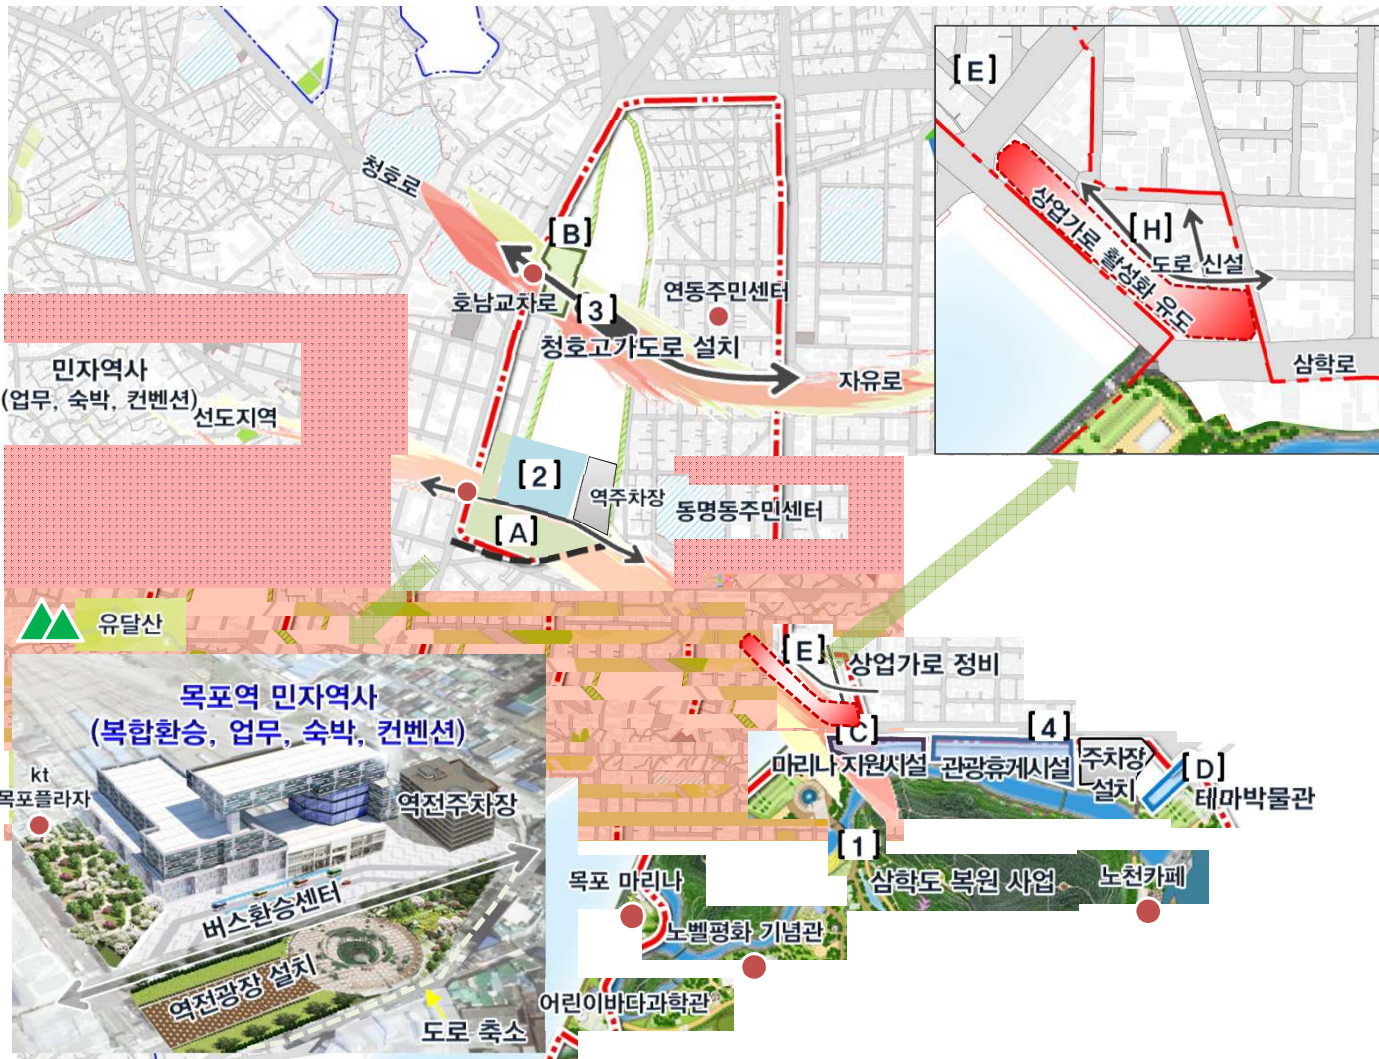 [E]
상업가로 활성화 유도
[H]
도로 신설
삼학로
청호로
[B]
호남교차로
[3]
연동주민센터
청호고가도로 설치
자유로
민자역사
(업무, 숙박, 컨벤션)
선도지역
[2]
역주차장
[A]
동명동주민센터
유달산
[E]
상업가로 정비
[C]
[4]
마리나 지원시설
관광휴게시설
주차장
설치
[D]
테마박물관
목포역 민자역사
(복합환승, 업무, 숙박, 컨벤션)
kt
목포플라자
역전주차장
버스환승센터
역전광장 설치
도로 축소
[1]
목포 마리나
삼학도 복원 사업
노천카페
노벨평화 기념관
어린이바다과학관